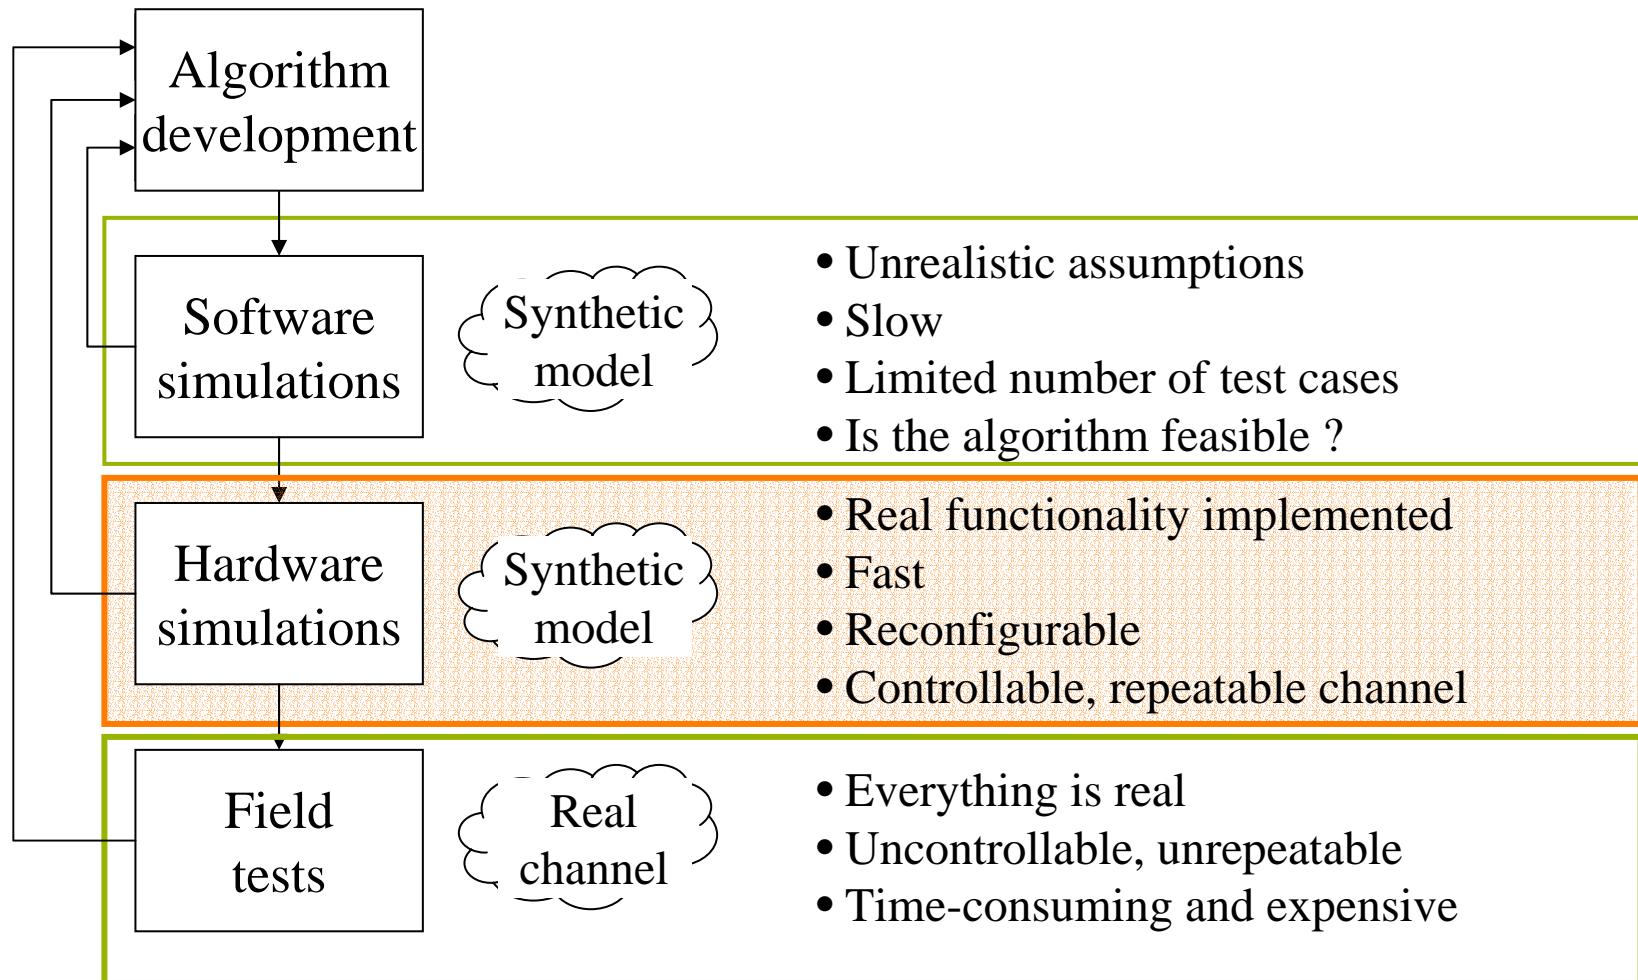 Algorithm
development
Software
simulations
Synthetic
model
• Unrealistic assumptions
• Slow
• Limited number of test cases
• Is the algorithm feasible ?
Hardware
simulations
Synthetic
model
• Real functionality implemented
• Fast
• Reconfigurable
• Controllable, repeatable channel
Field
tests
Real
channel
• Everything is real
• Uncontrollable, unrepeatable
• Time-consuming and expensive